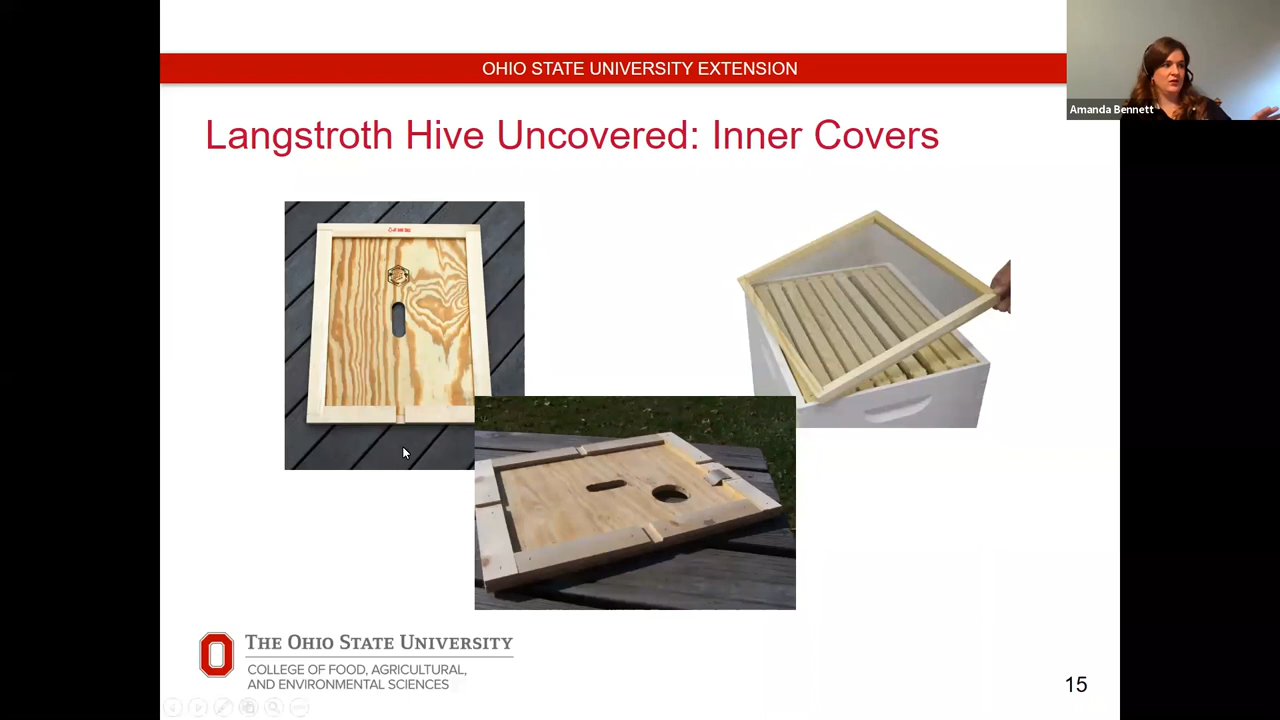 OHIO STATE UNIVERSITY EXTENSION
Amanda Bennett
Langstroth Hive Uncovered: Inner Covers
THE OHIO STATE UNIVERSITY
COLLEGE OF FOOD, AGRICULTURAL,
AND ENVIRONMENTAL SCIENCES
15